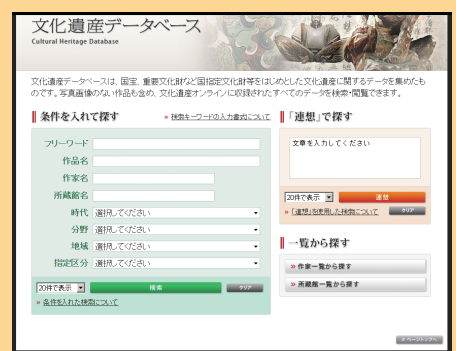 文化遺産データベース
Cultural Heritage Database
文化遺産データベースは、国宝、重要文化財など国指定文化財等をはじめとした文化遺産に関するデータを集めたも
のです。写真画像のない作品も含め、文化遺産オンラインに収録されたすべてのデータを検索・閲覧できます。
条件を入れて探す
» 検索キーワードの入力書式について
フリーワード
作品名
作家名
所蔵館名
時代 選択してください
分野 選択してください
地域 選択してください
指定区分 選択してください
20件で表示 検索 クリア
» 条件を入れた検索について
「連想」で探す
文章を入力してください
20件で表示 連想
» 「連想」を使用した検索について クリア
一覧から探す
» 作家一覧から探す
» 所蔵館一覧から探す
ページトップへ